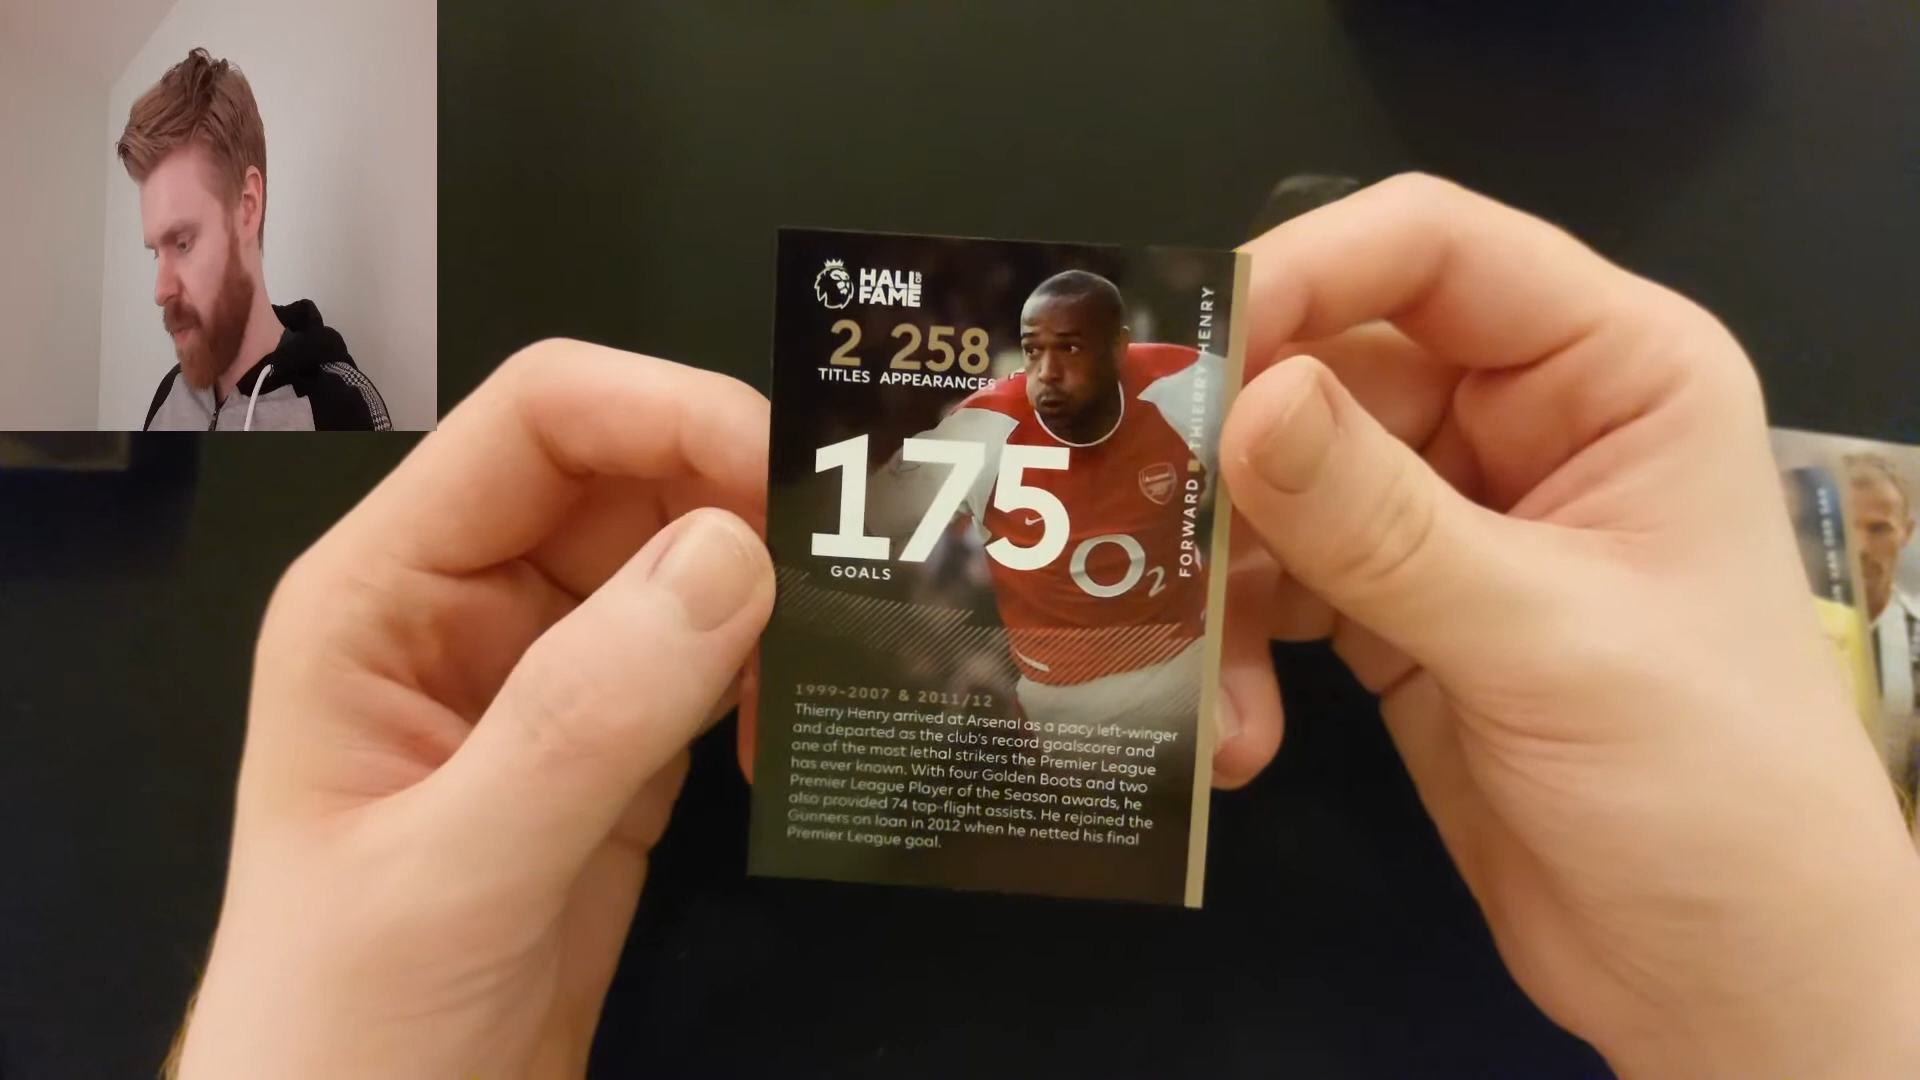 HALL OF FAME
2 258
TITLES APPEARANCES
175
GOALS
O2
FORWARD ■ THIERRY HENRY
1999-2007 & 2011/12
Thierry Henry arrived at Arsenal as a pacy left-winger
and departed as the club's record goalscorer and
one of the most lethal strikers the Premier League
has ever known. With four Golden Boots and two
Premier League Player of the Season awards, he
also provided 74 top-flight assists. He rejoined the
Gunners on loan in 2012 when he netted his final
Premier League goal.